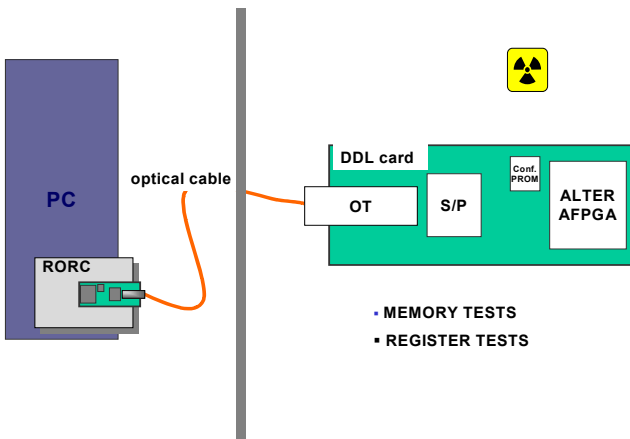 PC
RORC
optical cable
DDL card
OT
S/P
Conf.
PROM
ALTER
AFPGA
▪ MEMORY TESTS
▪ REGISTER TESTS